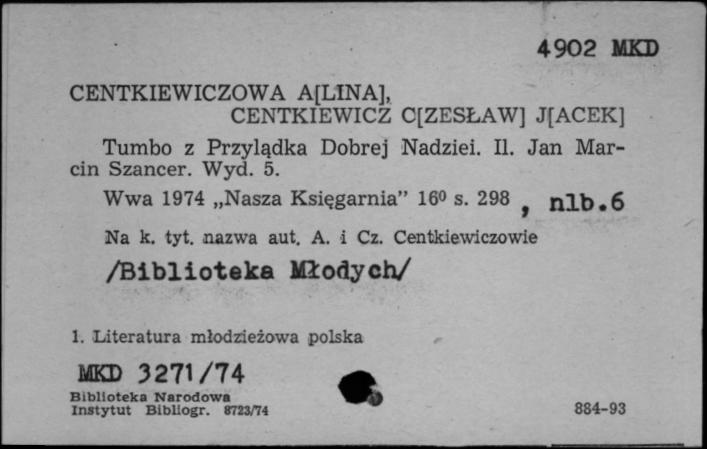 4902 MKD
CENTKIEWICZOWA A[LINA],
CENTKIEWICZ C[ZESŁAW] J[ACEK]
Tumbo z Przylądka Dobrej Nadziei. Il. Jan Mar-
cin Szancer. Wyd. 5.
Wwa 1974 „Nasza Księgarnia” 16⁰ s. 298 , nlb.6
Na k. tyt. nazwa aut. A. i Cz. Centkiewiczowie
/Biblioteka Młodych/
1. Literatura młodzieżowa polska
MKD 3271/74
Biblioteka Narodowa
Instytut Bibliogr. 8723/74
884-93